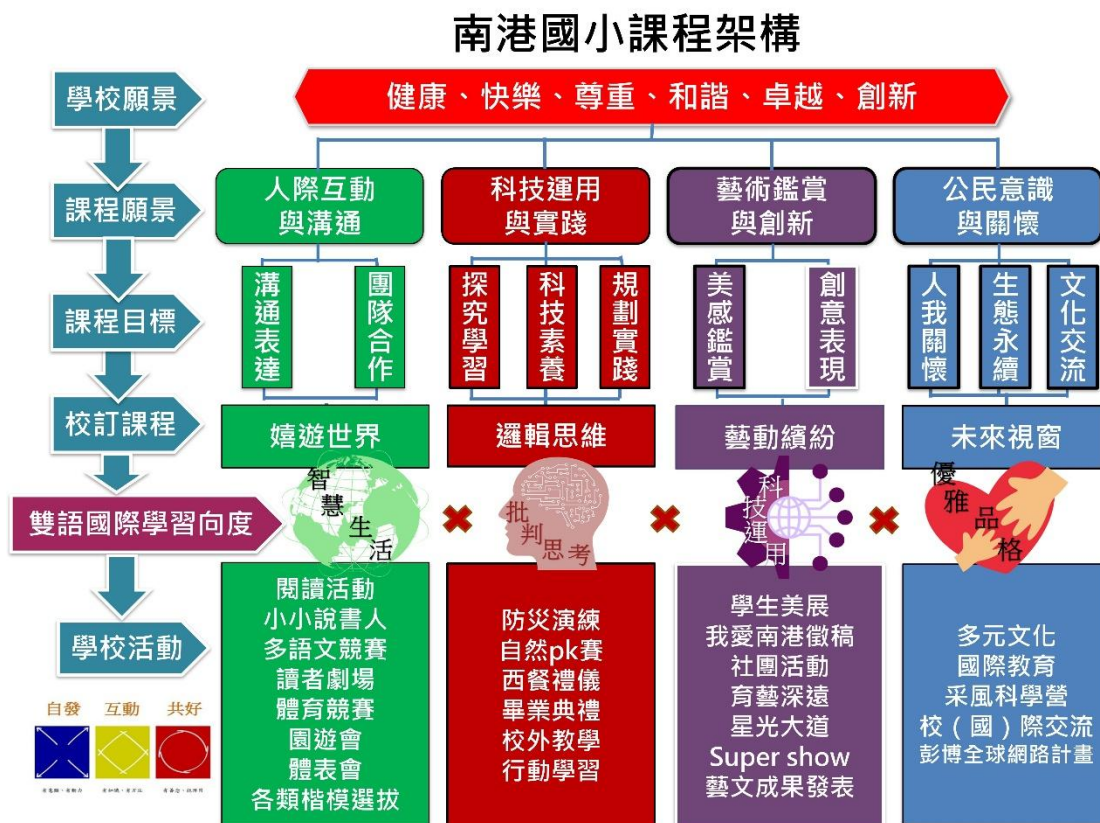 南港國小課程架構
學校願景
健康、快樂、尊重、和諧、卓越、創新
課程願景
人際互動
與溝通
科技運用
與實踐
藝術鑑賞
與創新
公民意識
與關懷
課程目標
溝通表達
團隊合作
探究學習
科技素養
規劃實踐
美感鑑賞
創意表現
人我關懷
生態永續
文化交流
校訂課程
嬉遊世界
邏輯思維
藝動繽紛
未來視窗
雙語國際學習向度
智慧生活
批判思考
科技運用
優雅品格
學校活動
閱讀活動
小小說書人
多語文競賽
讀者劇場
體育競賽
園遊會
體表會
各類楷模選拔
防災演練
自然pk賽
西餐禮儀
畢業典禮
校外教學
行動學習
學生美展
我愛南港徵稿
社團活動
育藝深遠
星光大道
Super show
藝文成果發表
多元文化
國際教育
采風科學營
校（國）際交流
彭博全球網路計畫
自發
互動
共好